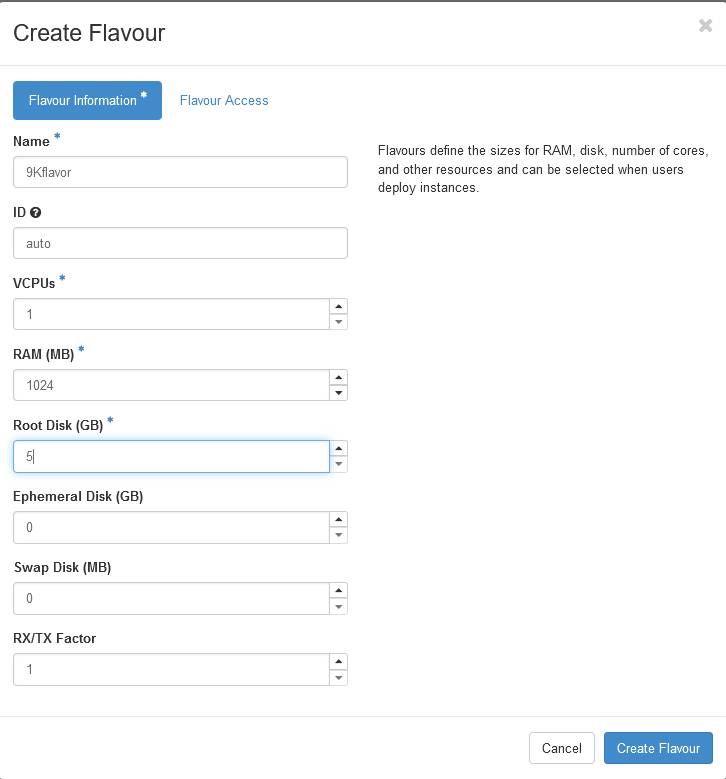 Create Flavour
×
Flavour Information *
Flavour Access
Name *
9Kflavor
Flavours define the sizes for RAM, disk, number of cores,
and other resources and can be selected when users
deploy instances.
ID ?
auto
VCPUs *
1
RAM (MB) *
1024
Root Disk (GB) *
5
Ephemeral Disk (GB)
0
Swap Disk (MB)
0
RX/TX Factor
1
Cancel
Create Flavour